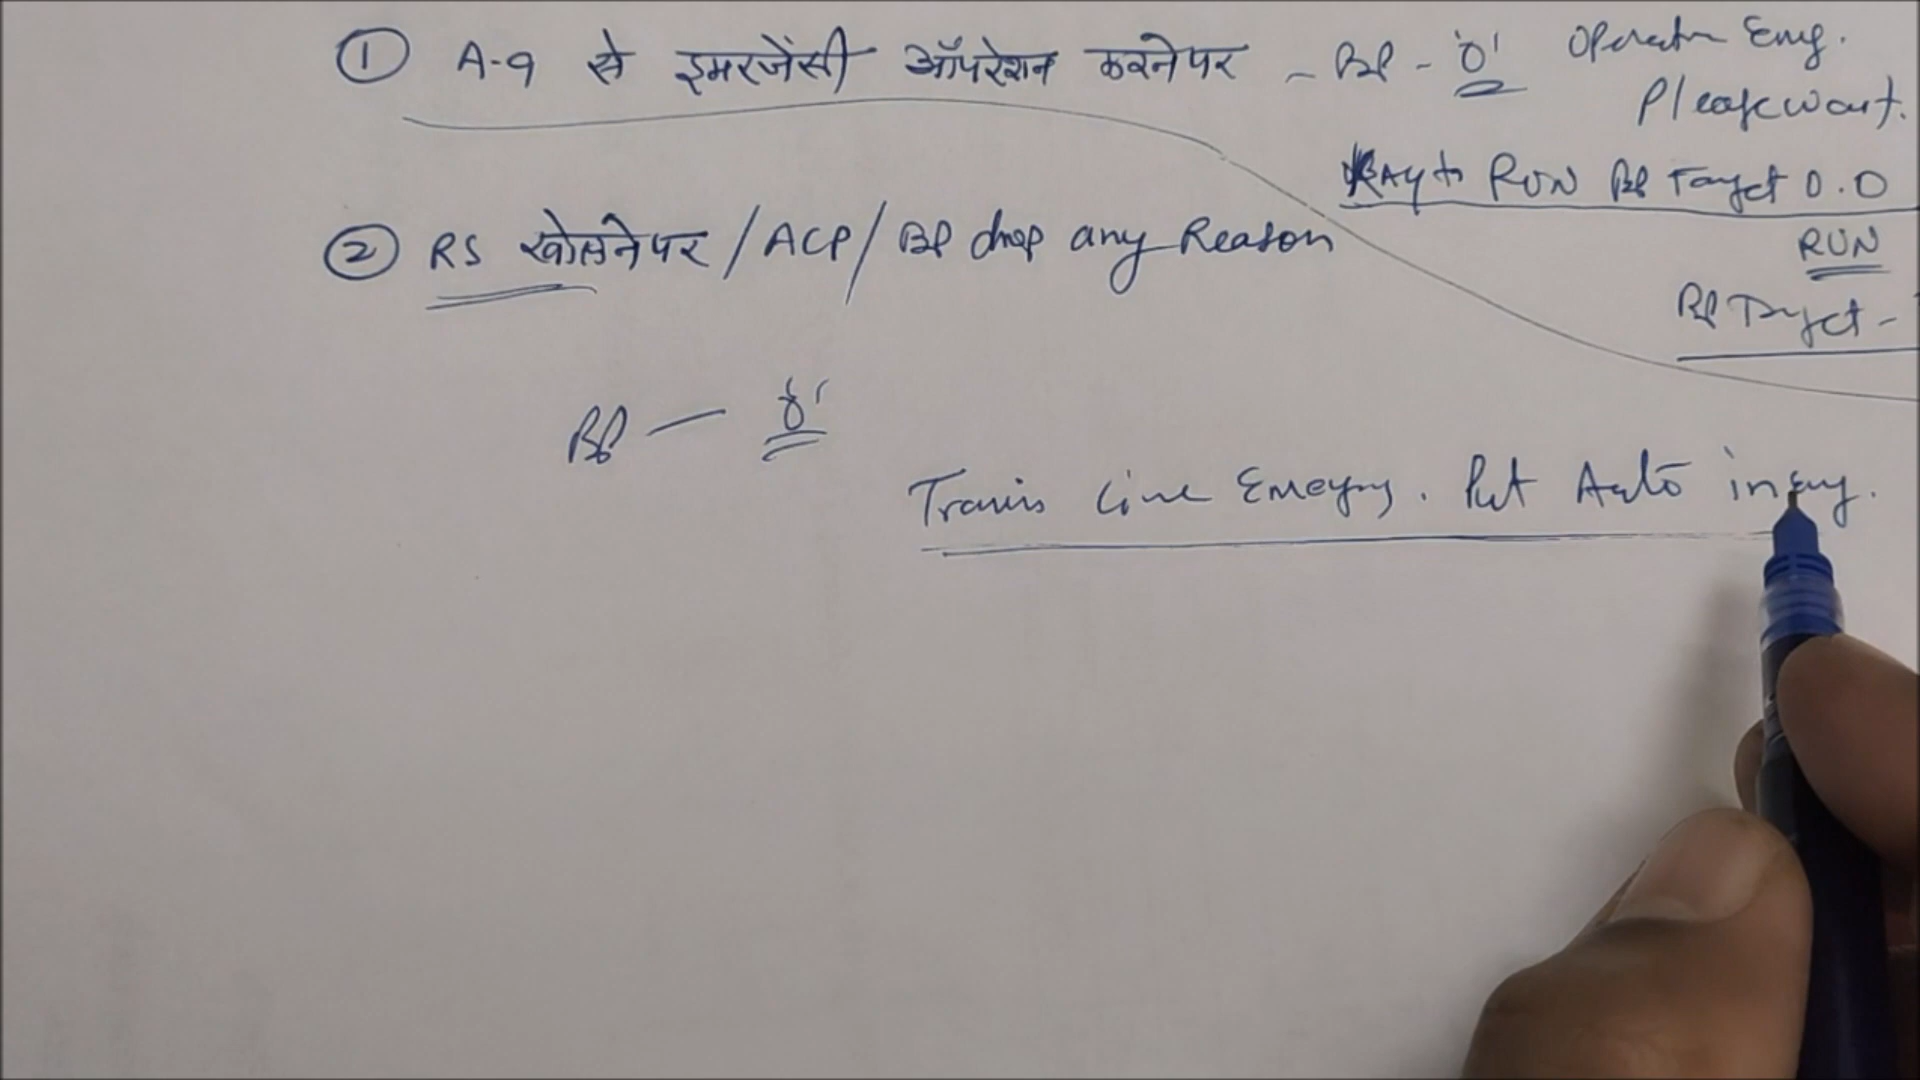 ① A-9 से इमरजेंसी ऑपरेशन करनेपर - BP - '0' Operator Emg.
Please wait.
to RUN BP Target 0.0
RUN
BP Target -
② RS खोलनेपर / ACP / BP drop any Reason
BP — '0'
Train Line Emergency. Put Auto in emg.